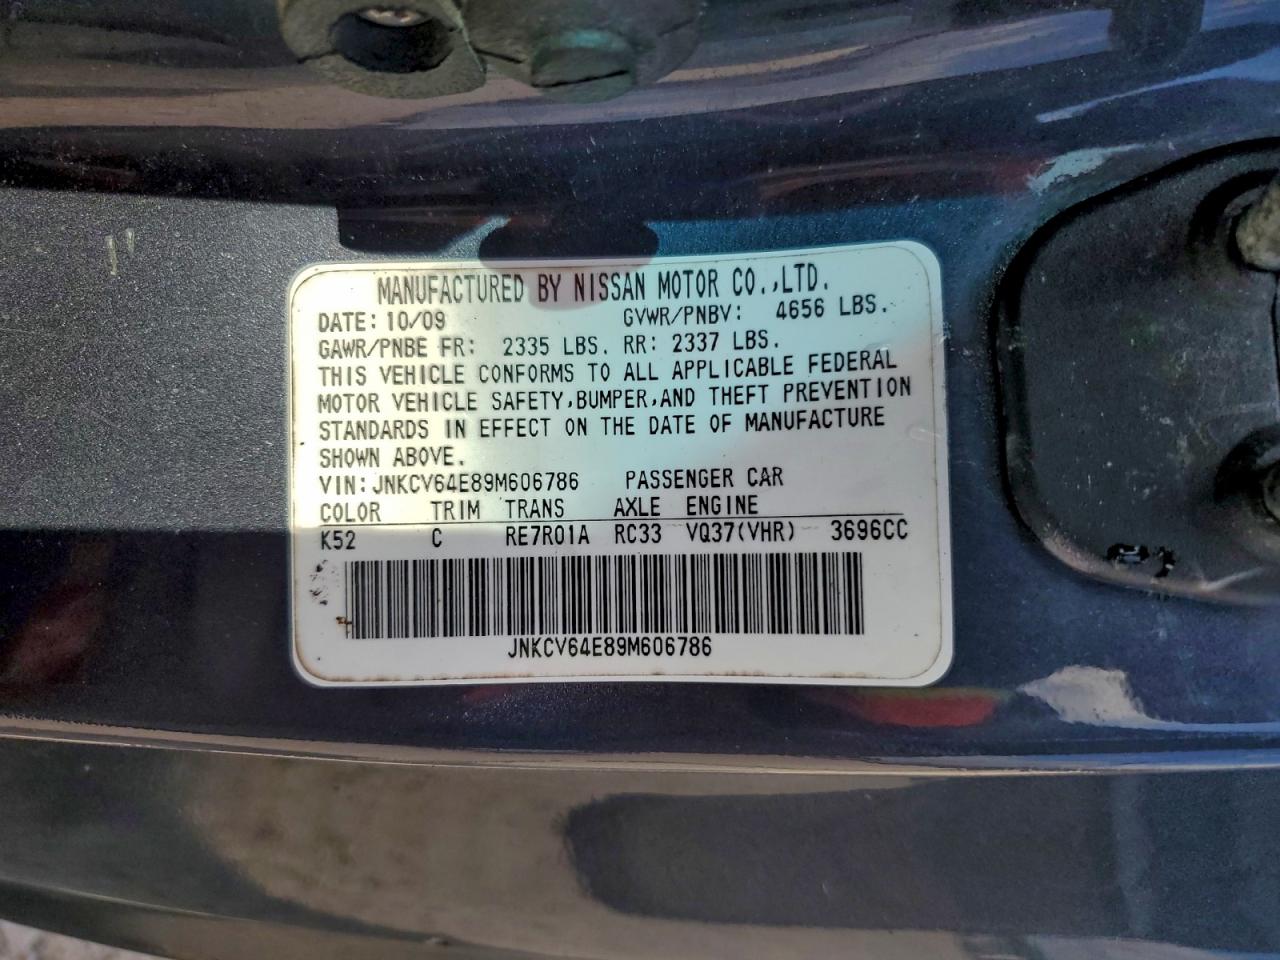 MANUFACTURED BY NISSAN MOTOR CO.,LTD.
DATE: 10/09 GVWR/PNBV: 4656 LBS.
GAWR/PNBE FR: 2335 LBS. RR: 2337 LBS.
THIS VEHICLE CONFORMS TO ALL APPLICABLE FEDERAL
MOTOR VEHICLE SAFETY,BUMPER,AND THEFT PREVENTION
STANDARDS IN EFFECT ON THE DATE OF MANUFACTURE
SHOWN ABOVE.
VIN: JNKCV64E89M606786 PASSENGER CAR
COLOR TRIM TRANS AXLE ENGINE
K52 C RE7R01A RC33 VQ37(VHR) 3696CC
JNKCV64E89M606786